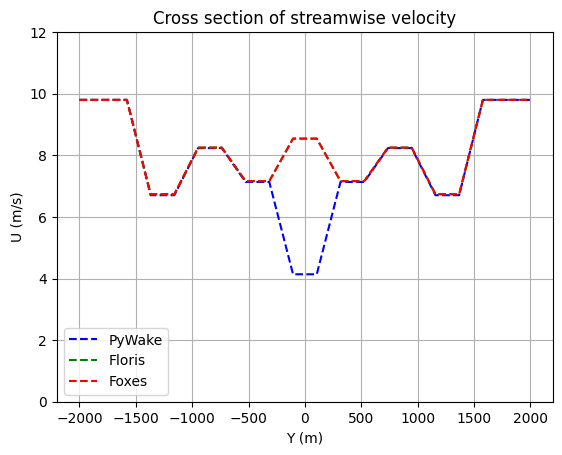 Cross section of streamwise velocity
12
10
8
6
4
2
0
U (m/s)
PyWake
Floris
Foxes
−2000 −1500 −1000 −500 0 500 1000 1500 2000
Y (m)